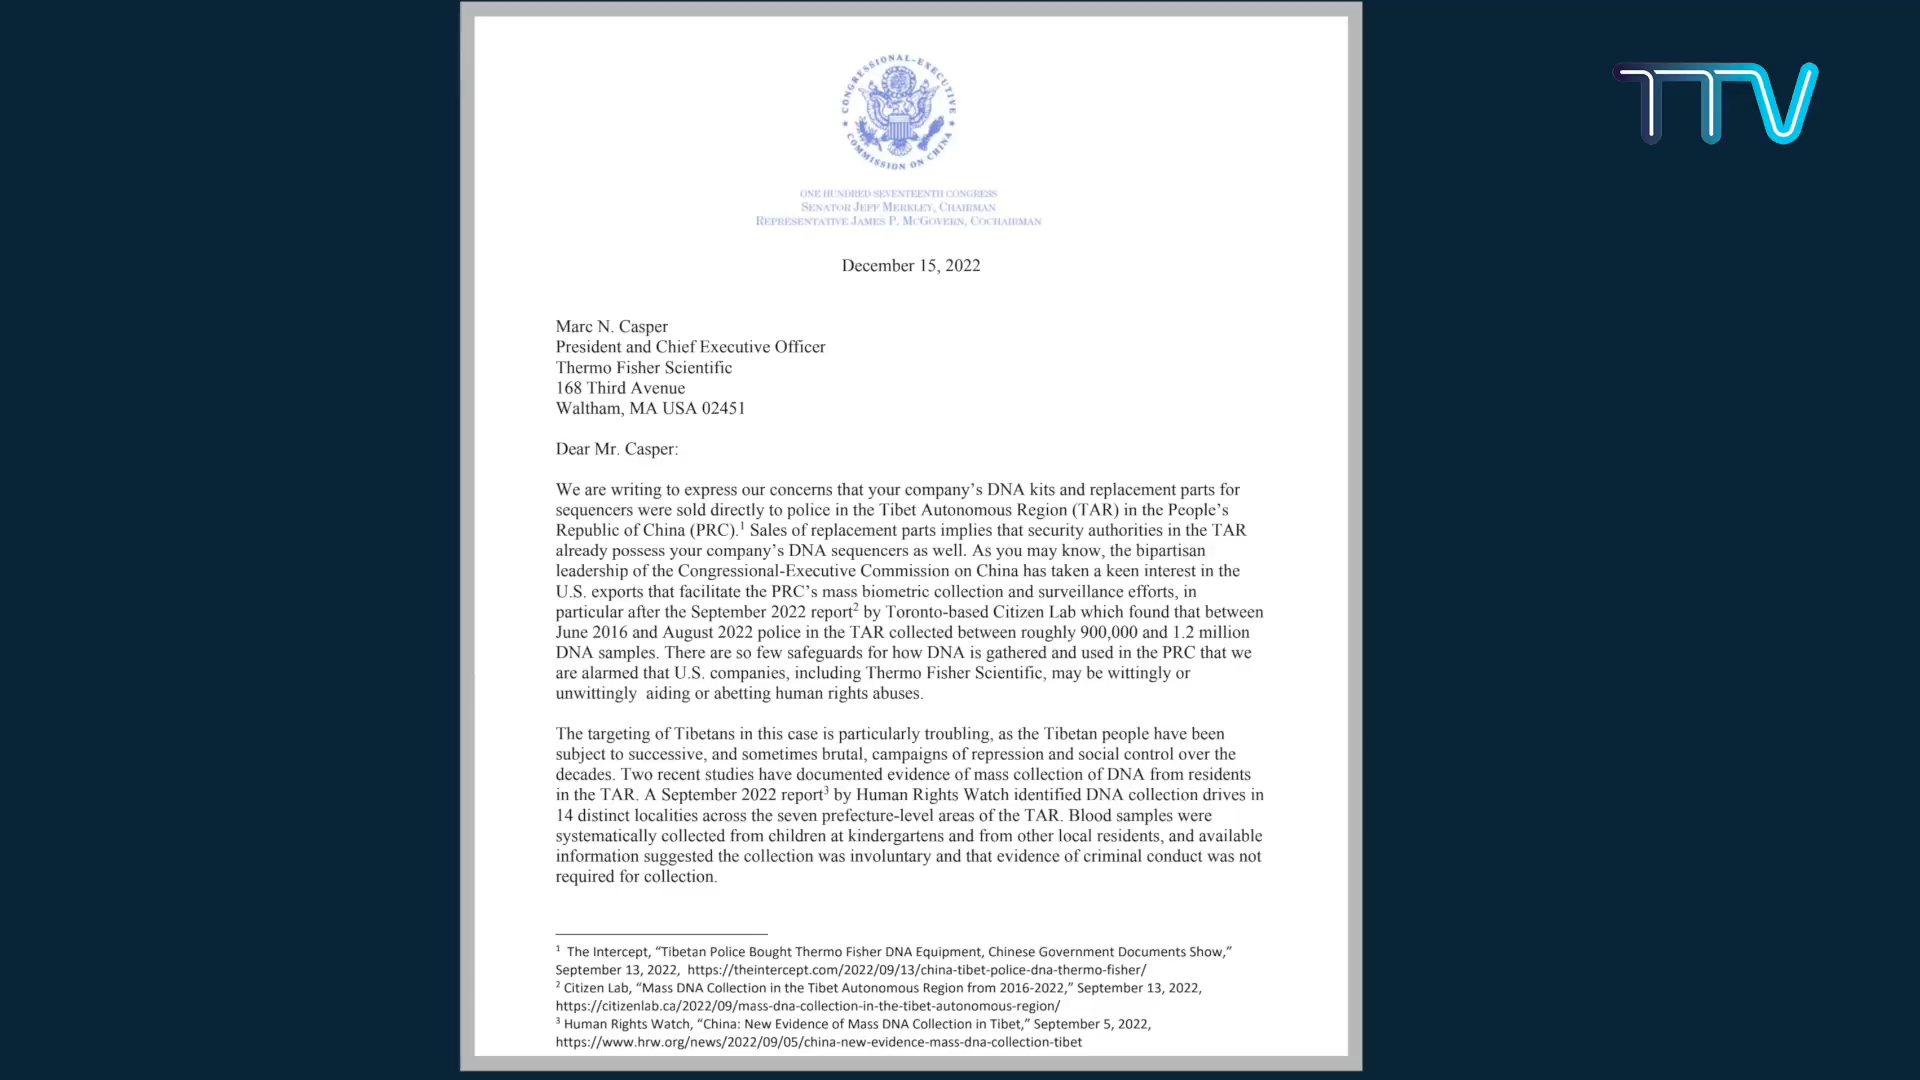 CONGRESSIONAL-EXECUTIVE COMMISSION ON CHINA
TTV
ONE HUNDRED SEVENTEENTH CONGRESS
SENATOR JEFF MERKLEY, CHAIRMAN
REPRESENTATIVE JAMES P. MCGOVERN, COCHAIRMAN
December 15, 2022
Marc N. Casper
President and Chief Executive Officer
Thermo Fisher Scientific
168 Third Avenue
Waltham, MA USA 02451
Dear Mr. Casper:
We are writing to express our concerns that your company’s DNA kits and replacement parts for
sequencers were sold directly to police in the Tibet Autonomous Region (TAR) in the People’s
Republic of China (PRC).¹ Sales of replacement parts implies that security authorities in the TAR
already possess your company’s DNA sequencers as well. As you may know, the bipartisan
leadership of the Congressional-Executive Commission on China has taken a keen interest in the
U.S. exports that facilitate the PRC’s mass biometric collection and surveillance efforts, in
particular after the September 2022 report² by Toronto-based Citizen Lab which found that between
June 2016 and August 2022 police in the TAR collected between roughly 900,000 and 1.2 million
DNA samples. There are so few safeguards for how DNA is gathered and used in the PRC that we
are alarmed that U.S. companies, including Thermo Fisher Scientific, may be wittingly or
unwittingly  aiding or abetting human rights abuses.
The targeting of Tibetans in this case is particularly troubling, as the Tibetan people have been
subject to successive, and sometimes brutal, campaigns of repression and social control over the
decades. Two recent studies have documented evidence of mass collection of DNA from residents
in the TAR. A September 2022 report³ by Human Rights Watch identified DNA collection drives in
14 distinct localities across the seven prefecture-level areas of the TAR. Blood samples were
systematically collected from children at kindergartens and from other local residents, and available
information suggested the collection was involuntary and that evidence of criminal conduct was not
required for collection.
¹ The Intercept, “Tibetan Police Bought Thermo Fisher DNA Equipment, Chinese Government Documents Show,”
September 13, 2022, https://theintercept.com/2022/09/13/china-tibet-police-dna-thermo-fisher/
² Citizen Lab, “Mass DNA Collection in the Tibet Autonomous Region from 2016-2022,” September 13, 2022,
https://citizenlab.ca/2022/09/mass-dna-collection-in-the-tibet-autonomous-region/
³ Human Rights Watch, “China: New Evidence of Mass DNA Collection in Tibet,” September 5, 2022,
https://www.hrw.org/news/2022/09/05/china-new-evidence-mass-dna-collection-tibet